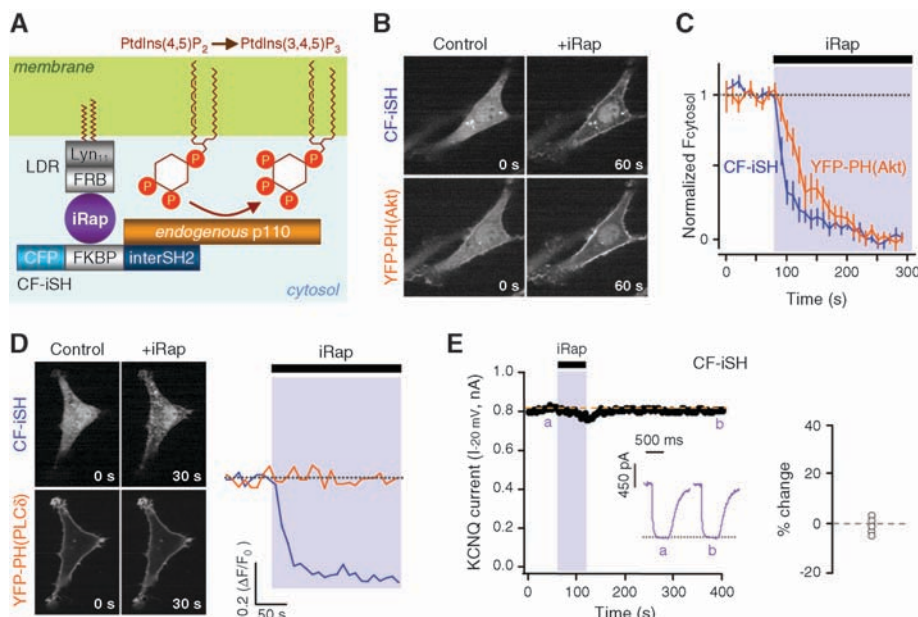 A
PtdIns(4,5)P2 PtdIns(3,4,5)P3
membrane
LDR
Lyn11
FRB
iRap
P P P P P P P
endogenous p110
CFP FKBP interSH2
CF-iSH
cytosol
B
Control +iRap
CF-iSH
0 s 60 s
YFP-PH(Akt)
0 s 60 s
C
iRap
Normalized Fcytosol
1
0
CF-iSH YFP-PH(Akt)
0 100 200 300
Time (s)
D
Control +iRap
CF-iSH
0 s 30 s
YFP-PH(PLCδ)
0 s 30 s
iRap
0.2 (ΔF/F0)
50 s
E
iRap
CF-iSH
KCNQ current (I-20 mV, nA)
1.0
0.8
0.6
0.4
0.2
0
a b
500 ms
450 pA
a b
0 100 200 300 400
Time (s)
% change
40
20
0
-20